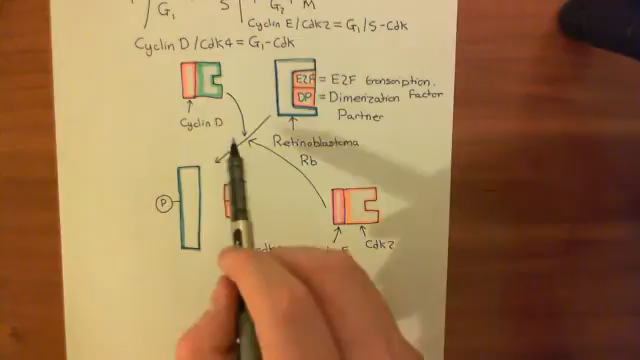 G₁ S G₂ M
Cyclin E/Cdk2 = G₁/S-Cdk
Cyclin D/Cdk4 = G₁-Cdk
E2F = E2F transcription.
DP = Dimerization Factor
Partner
Cyclin D
Retinoblastoma
Rb
P
Cdk2